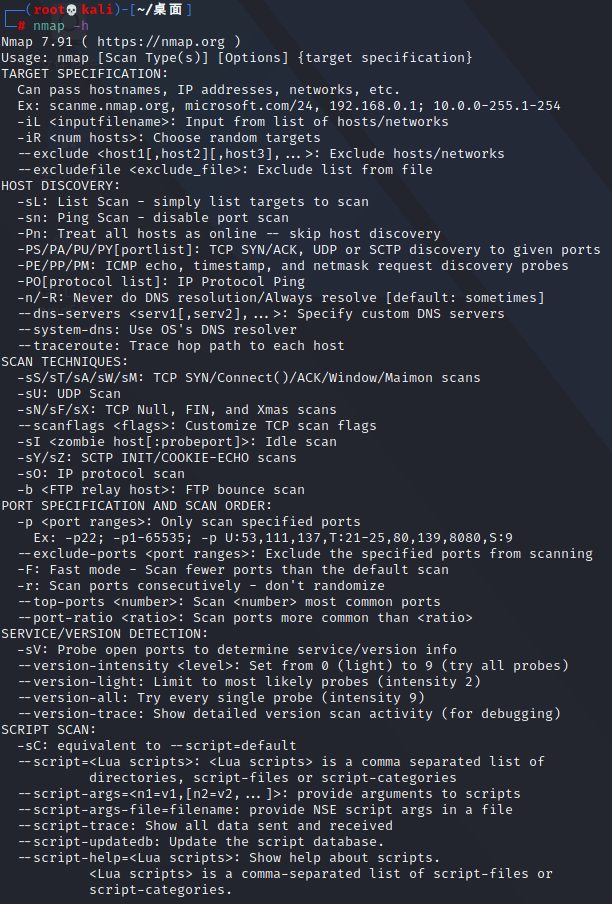 ┌──(root💀kali)-[~/桌面]
└─# nmap -h
Nmap 7.91 ( https://nmap.org )
Usage: nmap [Scan Type(s)] [Options] {target specification}
TARGET SPECIFICATION:
  Can pass hostnames, IP addresses, networks, etc.
  Ex: scanme.nmap.org, microsoft.com/24, 192.168.0.1; 10.0.0-255.1-254
  -iL <inputfilename>: Input from list of hosts/networks
  -iR <num hosts>: Choose random targets
  --exclude <host1[,host2][,host3],...>: Exclude hosts/networks
  --excludefile <exclude_file>: Exclude list from file
HOST DISCOVERY:
  -sL: List Scan - simply list targets to scan
  -sn: Ping Scan - disable port scan
  -Pn: Treat all hosts as online -- skip host discovery
  -PS/PA/PU/PY[portlist]: TCP SYN/ACK, UDP or SCTP discovery to given ports
  -PE/PP/PM: ICMP echo, timestamp, and netmask request discovery probes
  -PO[protocol list]: IP Protocol Ping
  -n/-R: Never do DNS resolution/Always resolve [default: sometimes]
  --dns-servers <serv1[,serv2],...>: Specify custom DNS servers
  --system-dns: Use OS's DNS resolver
  --traceroute: Trace hop path to each host
SCAN TECHNIQUES:
  -sS/sT/sA/sW/sM: TCP SYN/Connect()/ACK/Window/Maimon scans
  -sU: UDP Scan
  -sN/sF/sX: TCP Null, FIN, and Xmas scans
  --scanflags <flags>: Customize TCP scan flags
  -sI <zombie host[:probeport]>: Idle scan
  -sY/sZ: SCTP INIT/COOKIE-ECHO scans
  -sO: IP protocol scan
  -b <FTP relay host>: FTP bounce scan
PORT SPECIFICATION AND SCAN ORDER:
  -p <port ranges>: Only scan specified ports
    Ex: -p22; -p1-65535; -p U:53,111,137,T:21-25,80,139,8080,S:9
  --exclude-ports <port ranges>: Exclude the specified ports from scanning
  -F: Fast mode - Scan fewer ports than the default scan
  -r: Scan ports consecutively - don't randomize
  --top-ports <number>: Scan <number> most common ports
  --port-ratio <ratio>: Scan ports more common than <ratio>
SERVICE/VERSION DETECTION:
  -sV: Probe open ports to determine service/version info
  --version-intensity <level>: Set from 0 (light) to 9 (try all probes)
  --version-light: Limit to most likely probes (intensity 2)
  --version-all: Try every single probe (intensity 9)
  --version-trace: Show detailed version scan activity (for debugging)
SCRIPT SCAN:
  -sC: equivalent to --script=default
  --script=<Lua scripts>: <Lua scripts> is a comma separated list of
           directories, script-files or script-categories
  --script-args=<n1=v1,[n2=v2,...]>: provide arguments to scripts
  --script-args-file=filename: provide NSE script args in a file
  --script-trace: Show all data sent and received
  --script-updatedb: Update the script database.
  --script-help=<Lua scripts>: Show help about scripts.
           <Lua scripts> is a comma-separated list of script-files or
           script-categories.